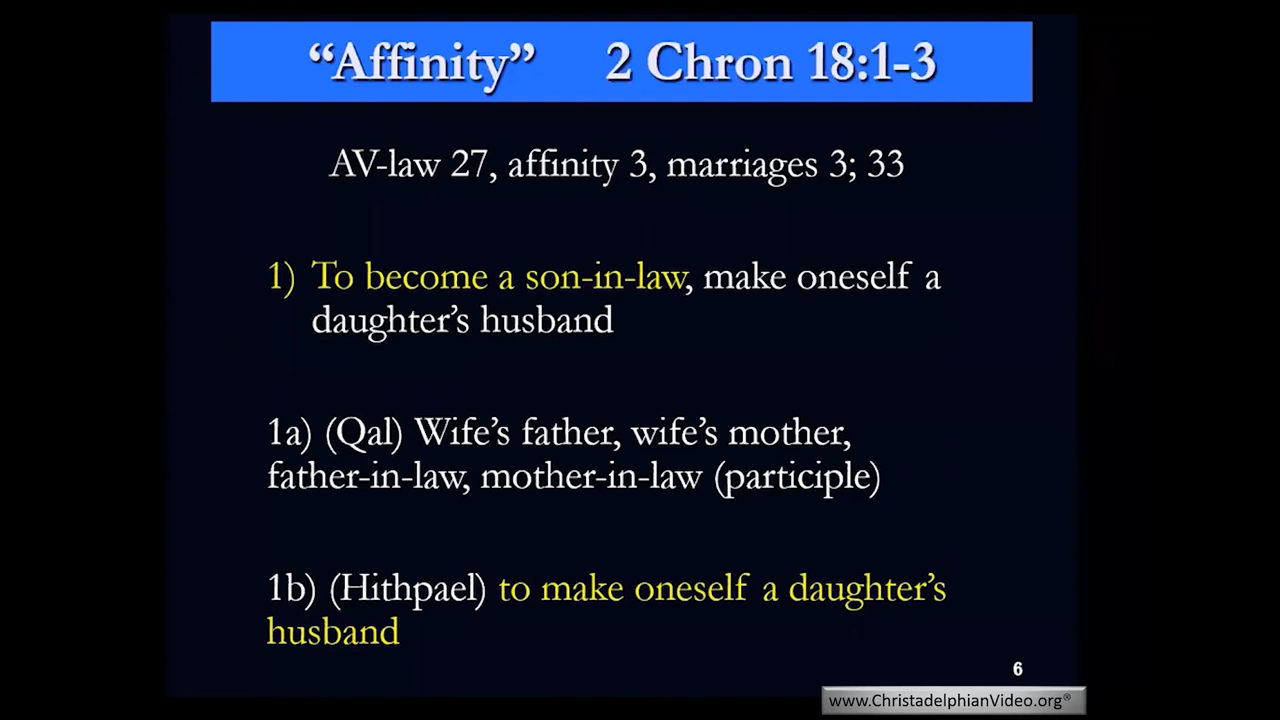 “Affinity” 2 Chron 18:1-3
AV-law 27, affinity 3, marriages 3; 33
1) To become a son-in-law, make oneself a
daughter’s husband
1a) (Qal) Wife’s father, wife’s mother,
father-in-law, mother-in-law (participle)
1b) (Hithpael) to make oneself a daughter’s
husband
6
www.ChristadelphianVideo.org®